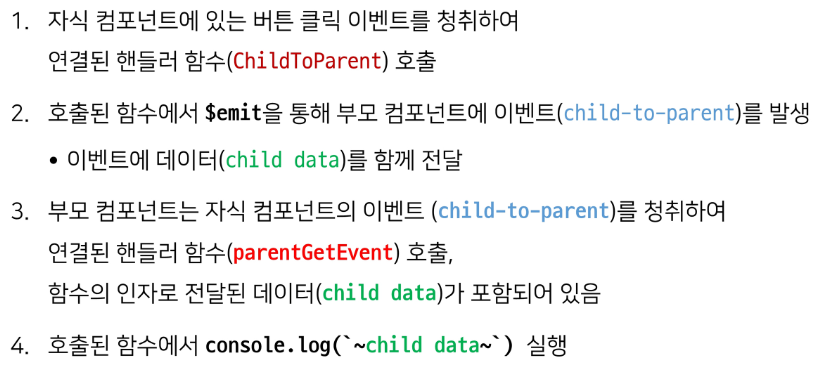 1. 자식 컴포넌트에 있는 버튼 클릭 이벤트를 청취하여
연결된 핸들러 함수(ChildToParent) 호출
2. 호출된 함수에서 $emit을 통해 부모 컴포넌트에 이벤트(child-to-parent)를 발생
• 이벤트에 데이터(child data)를 함께 전달
3. 부모 컴포넌트는 자식 컴포넌트의 이벤트 (child-to-parent)를 청취하여
연결된 핸들러 함수(parentGetEvent) 호출,
함수의 인자로 전달된 데이터(child data)가 포함되어 있음
4. 호출된 함수에서 console.log(`~child data~`) 실행